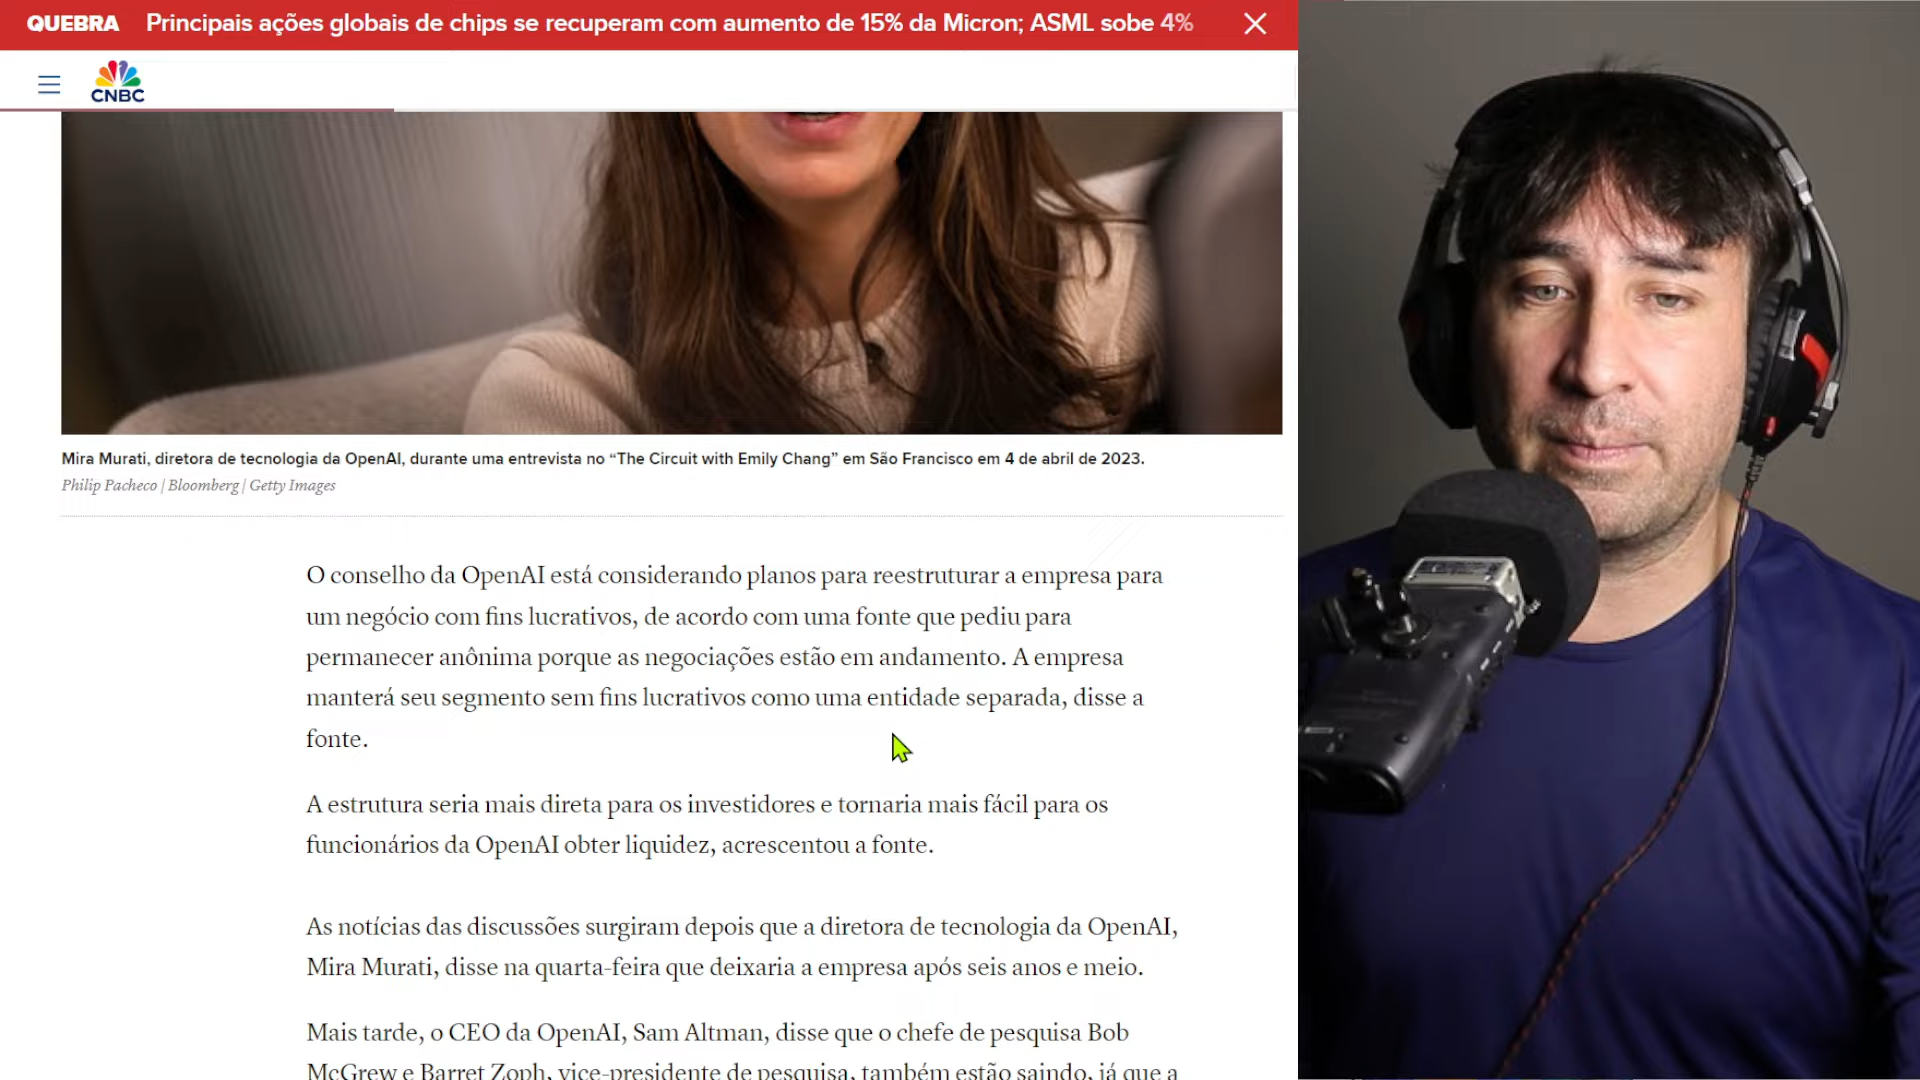 QUEBRA Principais ações globais de chips se recuperam com aumento de 15% da Micron; ASML sobe 4%
CNBC
Mira Murati, diretora de tecnologia da OpenAI, durante uma entrevista no “The Circuit with Emily Chang” em São Francisco em 4 de abril de 2023.
Philip Pacheco | Bloomberg | Getty Images
O conselho da OpenAI está considerando planos para reestruturar a empresa para
um negócio com fins lucrativos, de acordo com uma fonte que pediu para
permanecer anônima porque as negociações estão em andamento. A empresa
manterá seu segmento sem fins lucrativos como uma entidade separada, disse a
fonte.
A estrutura seria mais direta para os investidores e tornaria mais fácil para os
funcionários da OpenAI obter liquidez, acrescentou a fonte.
As notícias das discussões surgiram depois que a diretora de tecnologia da OpenAI,
Mira Murati, disse na quarta-feira que deixaria a empresa após seis anos e meio.
Mais tarde, o CEO da OpenAI, Sam Altman, disse que o chefe de pesquisa Bob
McGrew e Barret Zoph, vice-presidente de pesquisa, também estão saindo, já que a